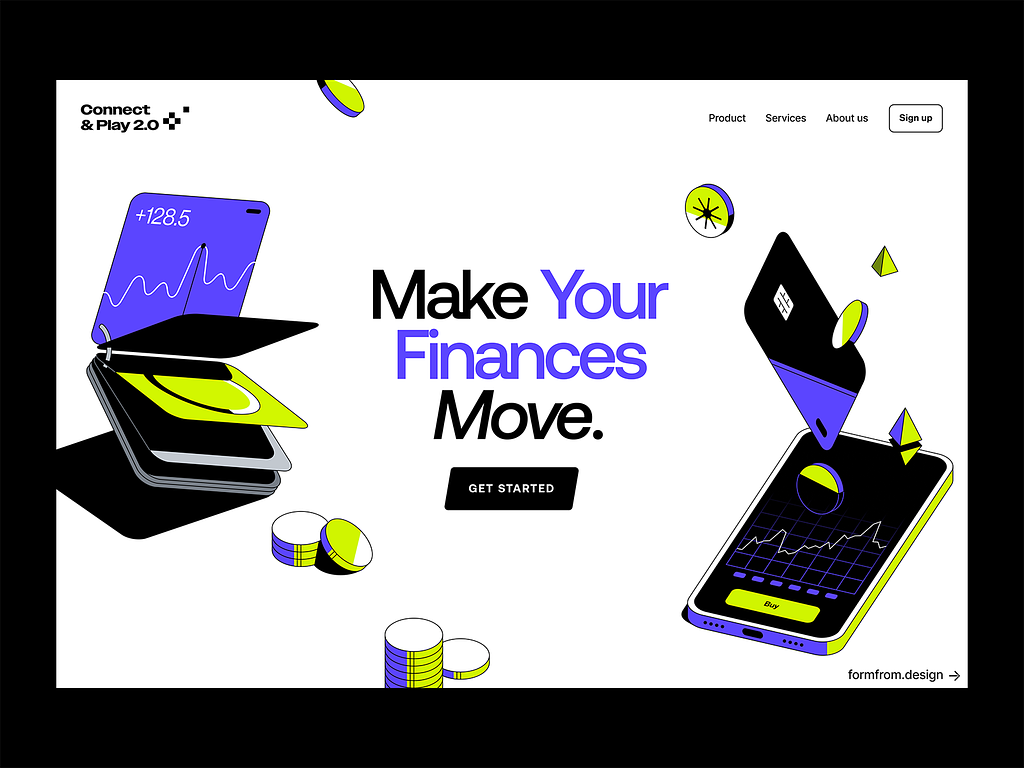 Connect
& Play 2.0
Product Services About us Sign up
+128.5
Make Your
Finances
Move.
GET STARTED
Buy
formfrom.design →